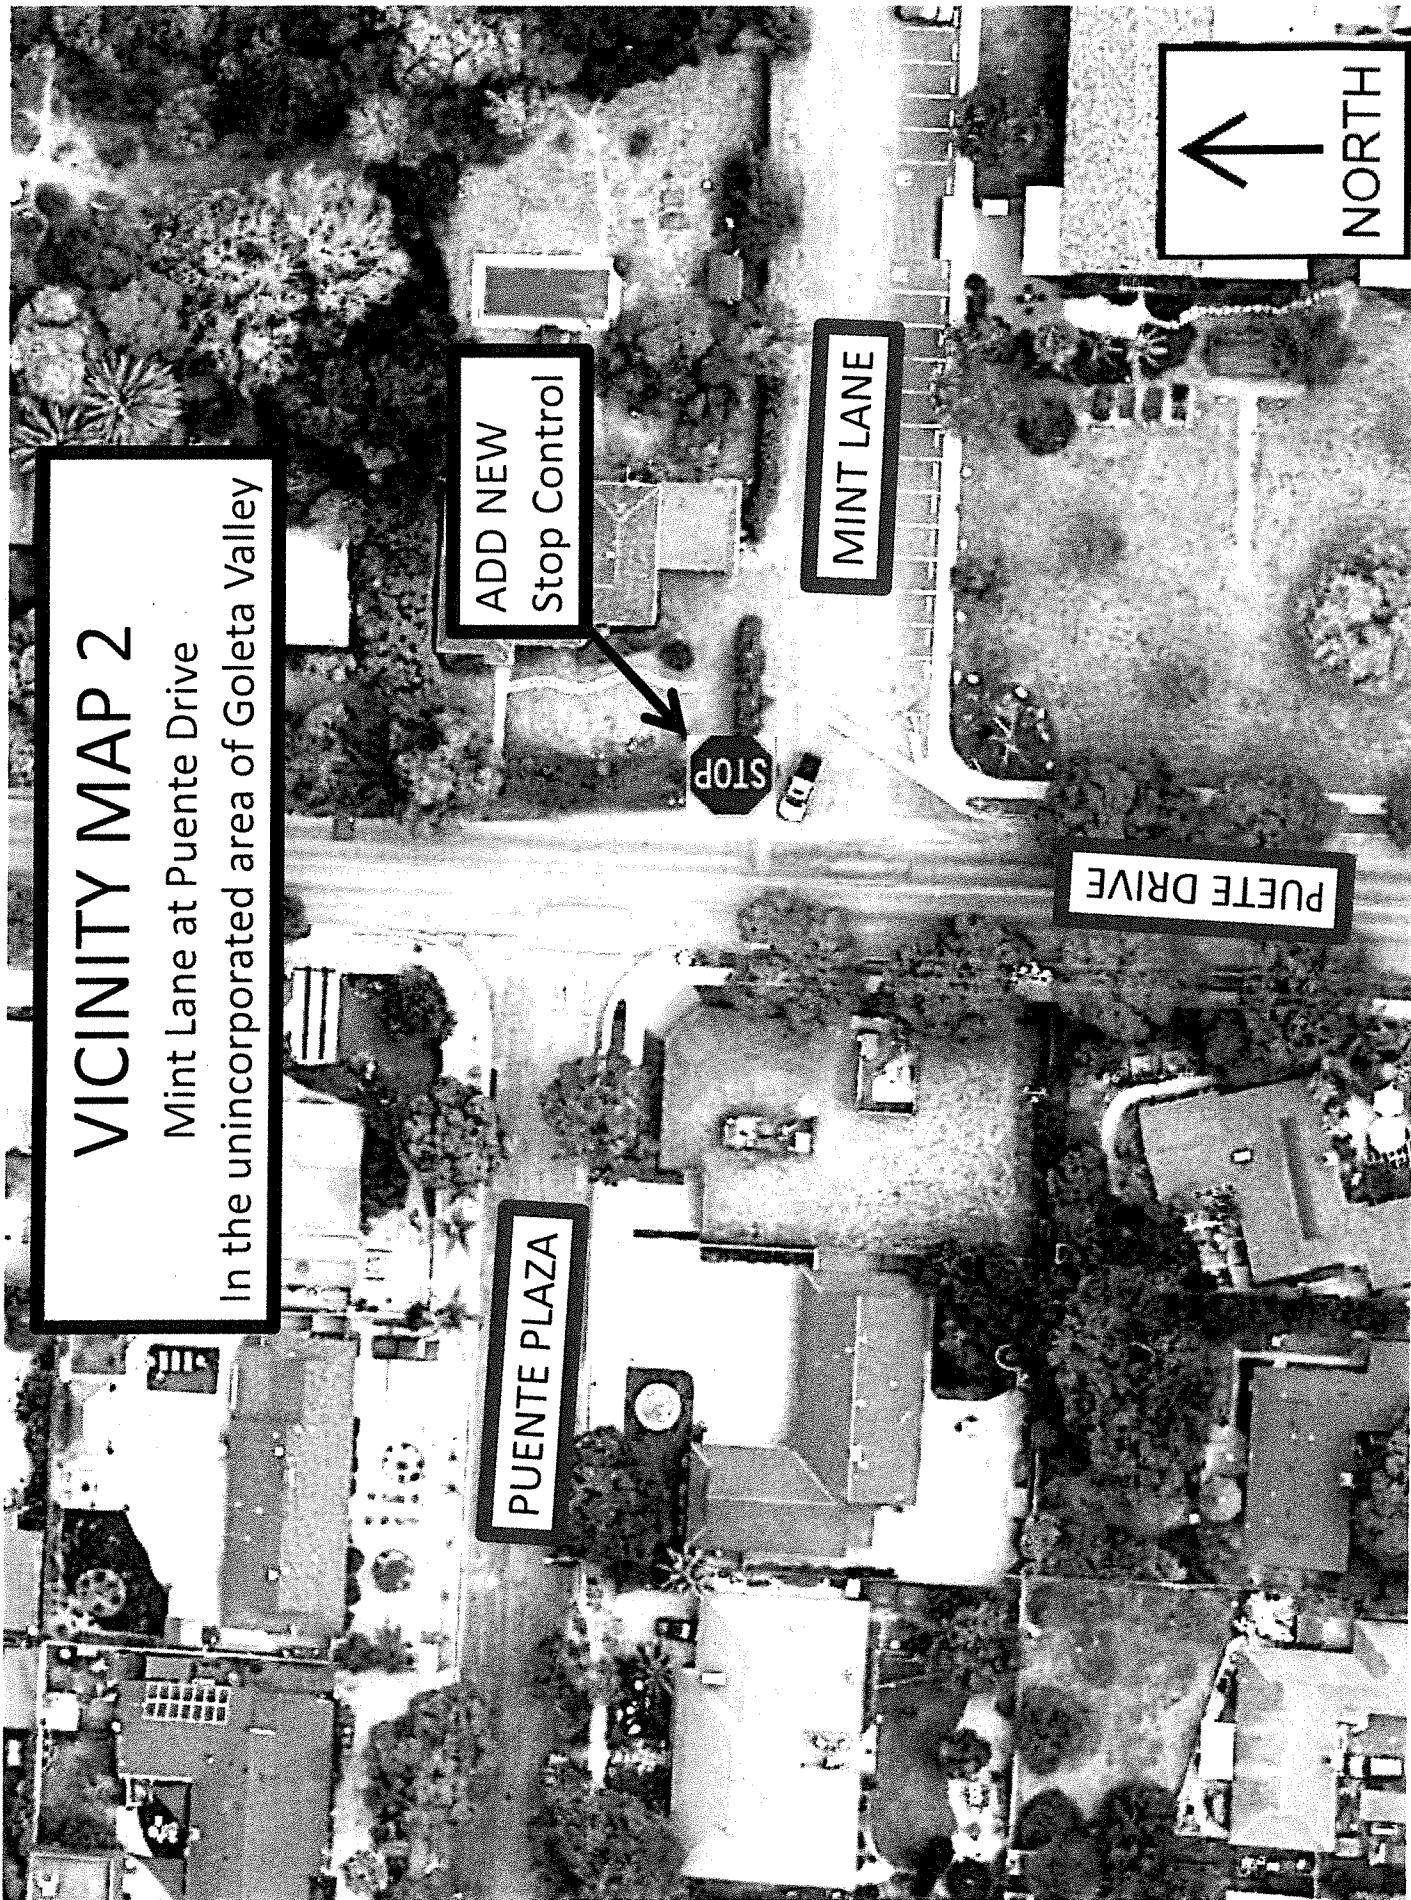 VICINITY MAP 2
Mint Lane at Puente Drive
In the unincorporated area of Goleta Valley
ADD NEW
Stop Control
STOP
MINT LANE
PUENTE PLAZA
PUETE DRIVE
NORTH